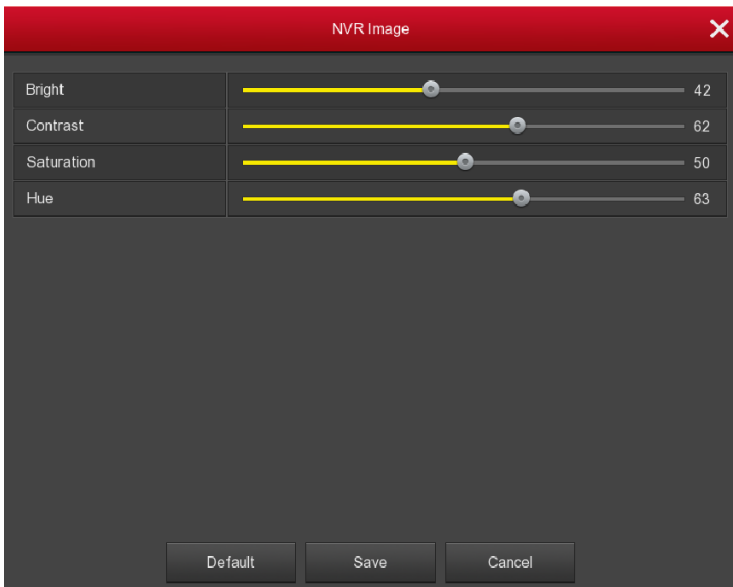 NVR Image
Bright 42
Contrast 62
Saturation 50
Hue 63
Default Save Cancel